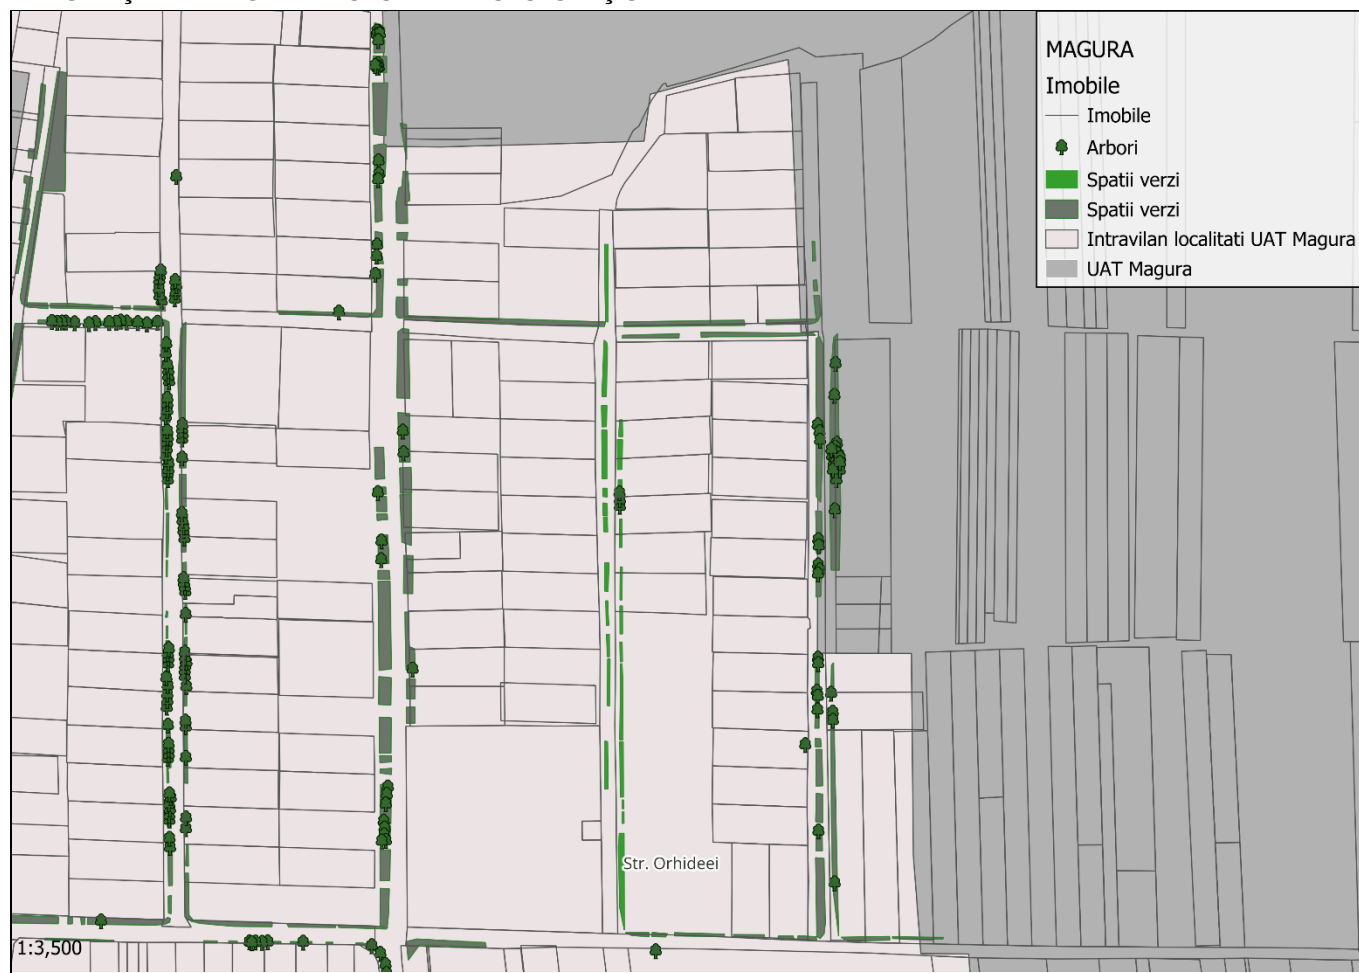 MAGURA
Imobile
Imobile
Arbori
Spatii verzi
Spatii verzi
Intravilan localitati UAT Magura
UAT Magura
Str. Orhideei
1:3,500